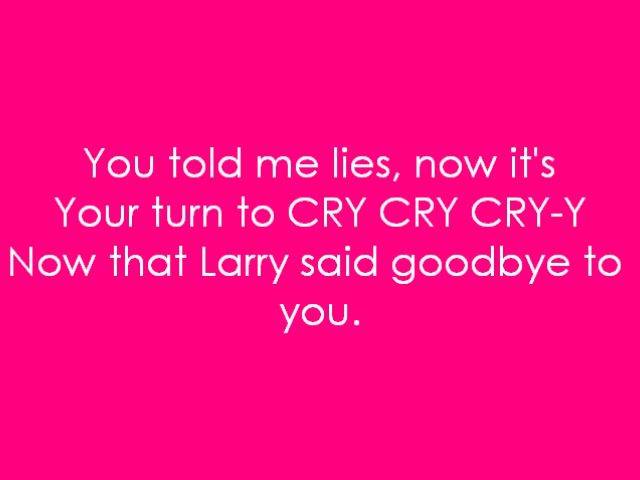 You told me lies, now it's
Your turn to CRY CRY CRY-Y
Now that Larry said goodbye to
you.